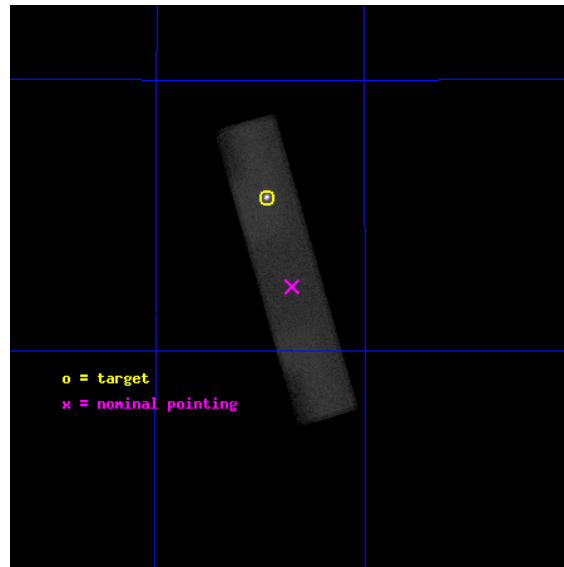 o = target
x = nominal pointing